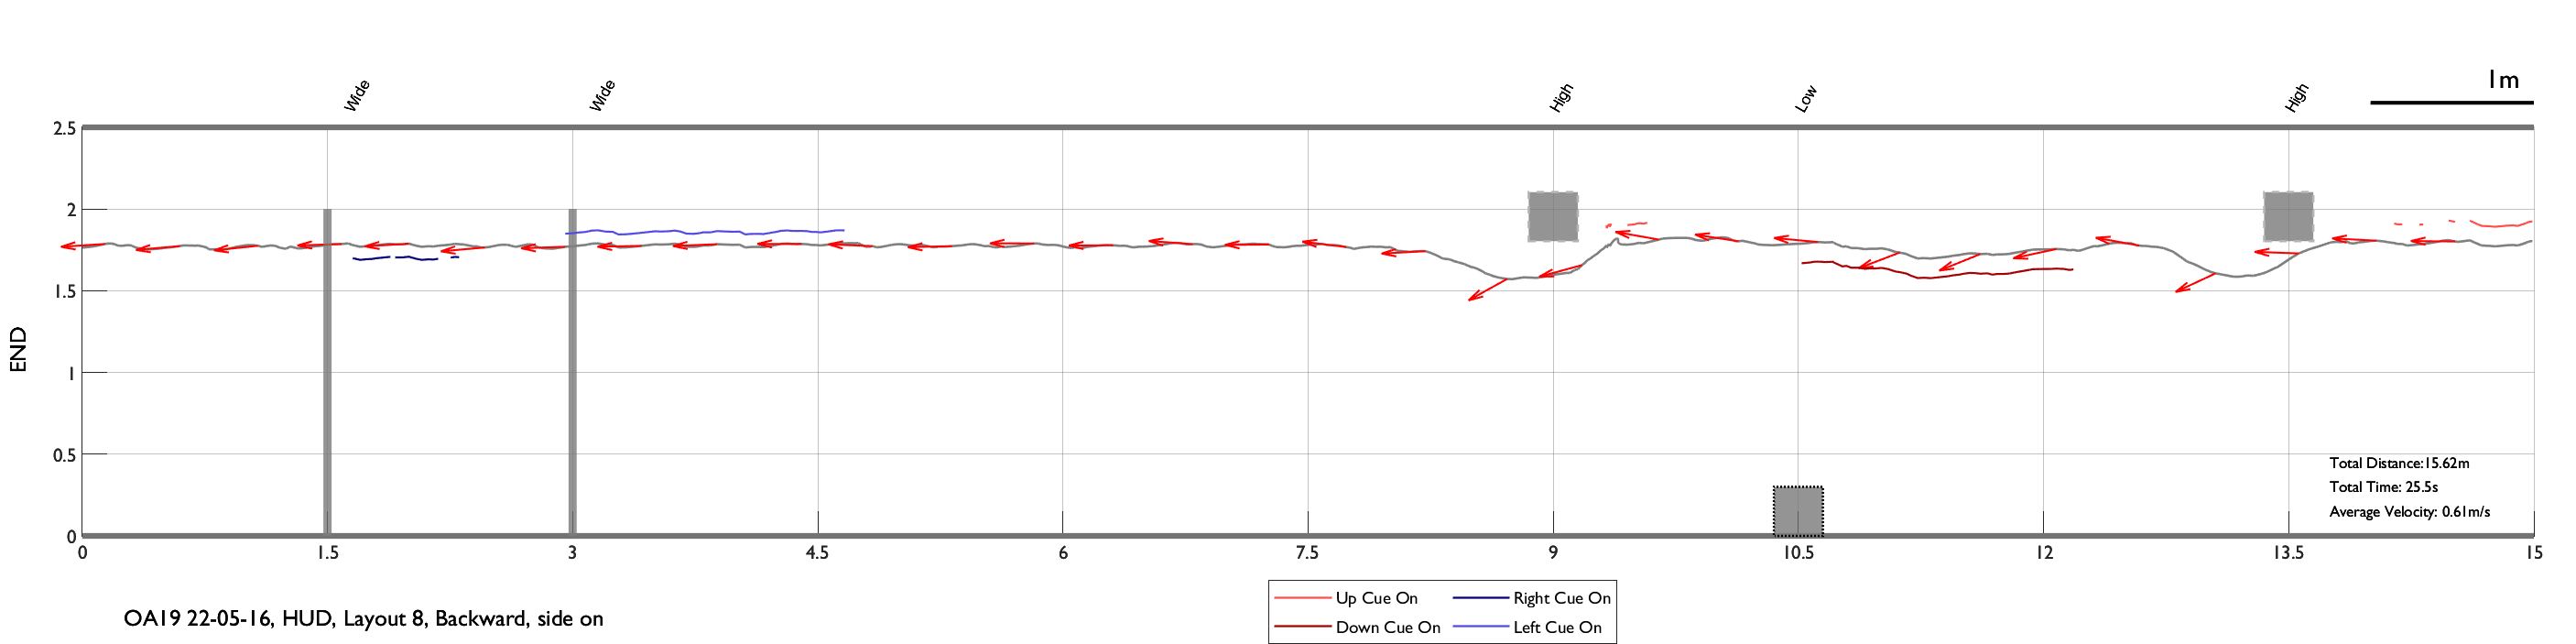 1m
Wide
Wide
High
Low
High
2.5
2
1.5
1
0.5
0
END
Total Distance:15.62m
Total Time: 25.5s
Average Velocity: 0.61m/s
0
1.5
3
4.5
6
7.5
9
10.5
12
13.5
15
Up Cue On
Right Cue On
Down Cue On
Left Cue On
OA19 22-05-16, HUD, Layout 8, Backward, side on